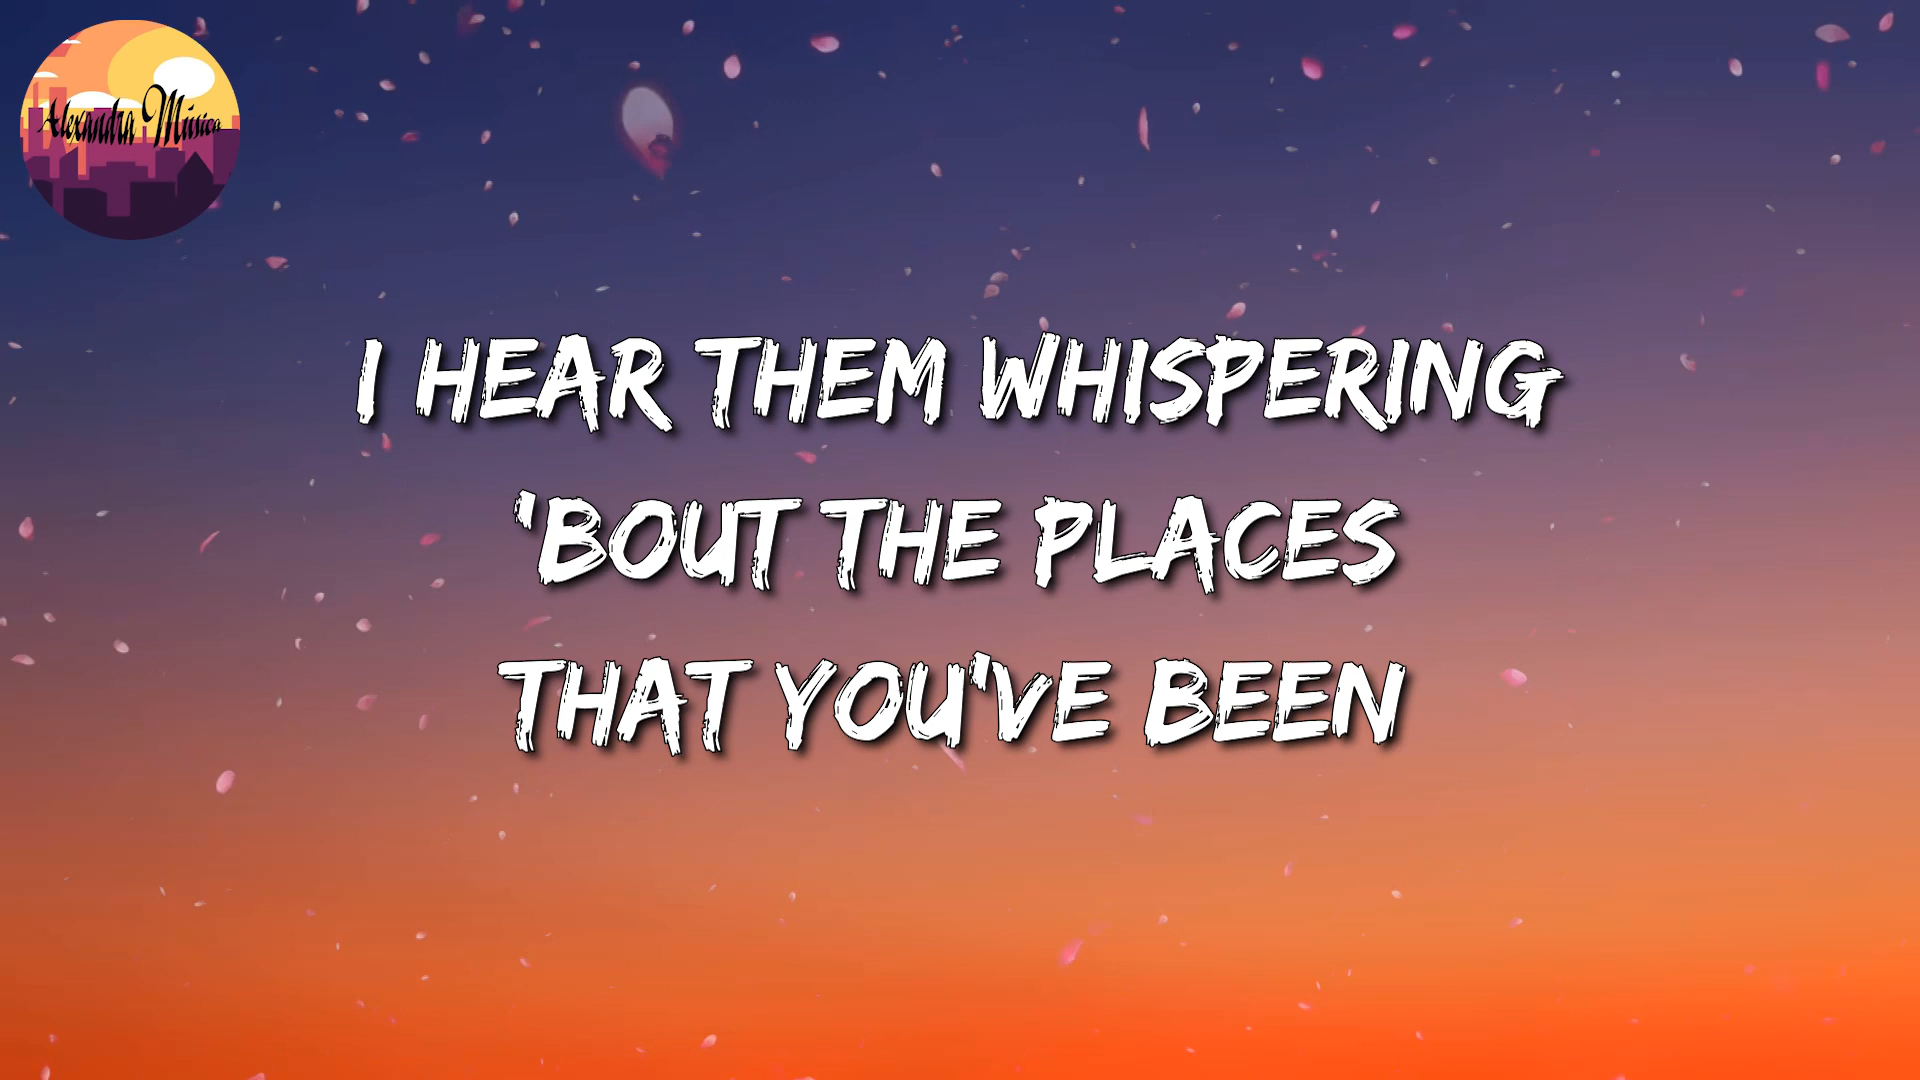 Alexandra Música
I HEAR THEM WHISPERING
'BOUT THE PLACES
THAT YOU'VE BEEN